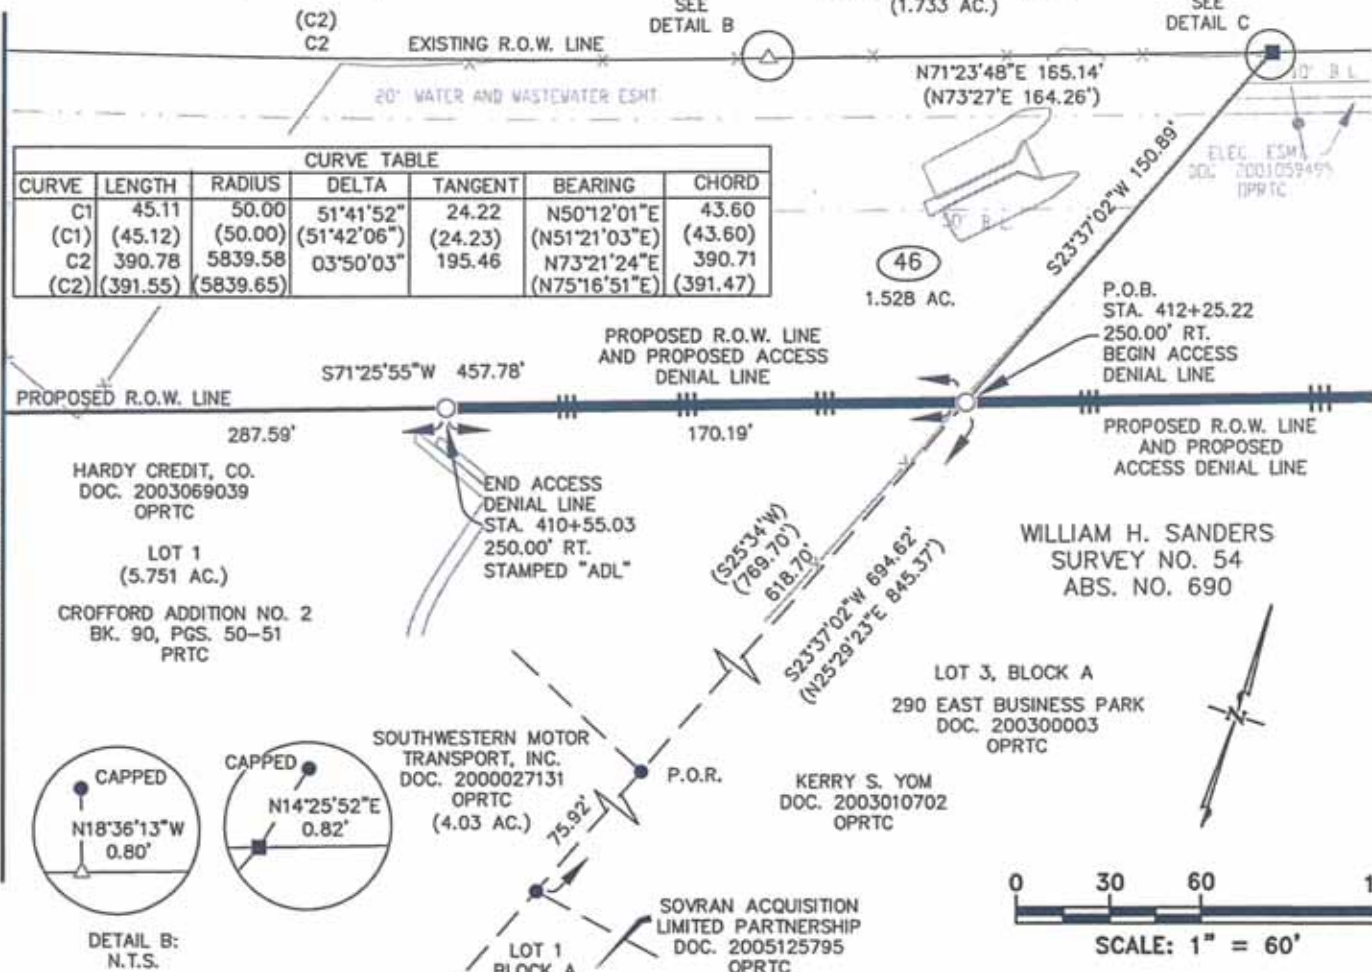 (C2)
C2
EXISTING R.O.W. LINE
SEE
DETAIL B
(1.733 AC.)
SEE
DETAIL C
20' WATER AND WASTEWATER ESMT.
N71°23'48"E 165.14'
(N73°27'E 164.26')
10' B.L.
ELEC. ESMT.
DOC. 2001059495
OPRTC
CURVE TABLE
CURVE LENGTH RADIUS DELTA TANGENT BEARING CHORD
C1 45.11 50.00 51°41'52" 24.22 N50°12'01"E 43.60
(C1) (45.12) (50.00) (51°42'06") (24.23) (N51°21'03"E) (43.60)
C2 390.78 5839.58 03°50'03" 195.46 N73°21'24"E 390.71
(C2) (391.55) (5839.65) (N75°16'51"E) (391.47)
B.L.
S23°37'02"W 150.89'
46
1.528 AC.
P.O.B.
STA. 412+25.22
250.00' RT.
BEGIN ACCESS
DENIAL LINE
PROPOSED R.O.W. LINE
AND PROPOSED ACCESS
DENIAL LINE
S71°25'55"W 457.78'
PROPOSED R.O.W. LINE
287.59'
170.19'
PROPOSED R.O.W. LINE
AND PROPOSED
ACCESS DENIAL LINE
HARDY CREDIT, CO.
DOC. 2003069039
OPRTC
LOT 1
(5.751 AC.)
CROFFORD ADDITION NO. 2
BK. 90, PGS. 50-51
PRTC
END ACCESS
DENIAL LINE
STA. 410+55.03
250.00' RT.
STAMPED "ADL"
(S25°34'W)
(769.70')
618.70'
S23°37'02"W 694.62'
(N25°29'23"E 845.37')
WILLIAM H. SANDERS
SURVEY NO. 54
ABS. NO. 690
LOT 3, BLOCK A
290 EAST BUSINESS PARK
DOC. 200300003
OPRTC
N
KERRY S. YOM
DOC. 2003010702
OPRTC
SOUTHWESTERN MOTOR
TRANSPORT, INC.
DOC. 2000027131
OPRTC
(4.03 AC.)
P.O.R.
75.92'
CAPPED
N18°36'13"W
0.80'
CAPPED
N14°25'52"E
0.82'
DETAIL B:
N.T.S.
LOT 1
BLOCK A
SOVRAN ACQUISITION
LIMITED PARTNERSHIP
DOC. 2005125795
OPRTC
0 30 60
SCALE: 1" = 60'